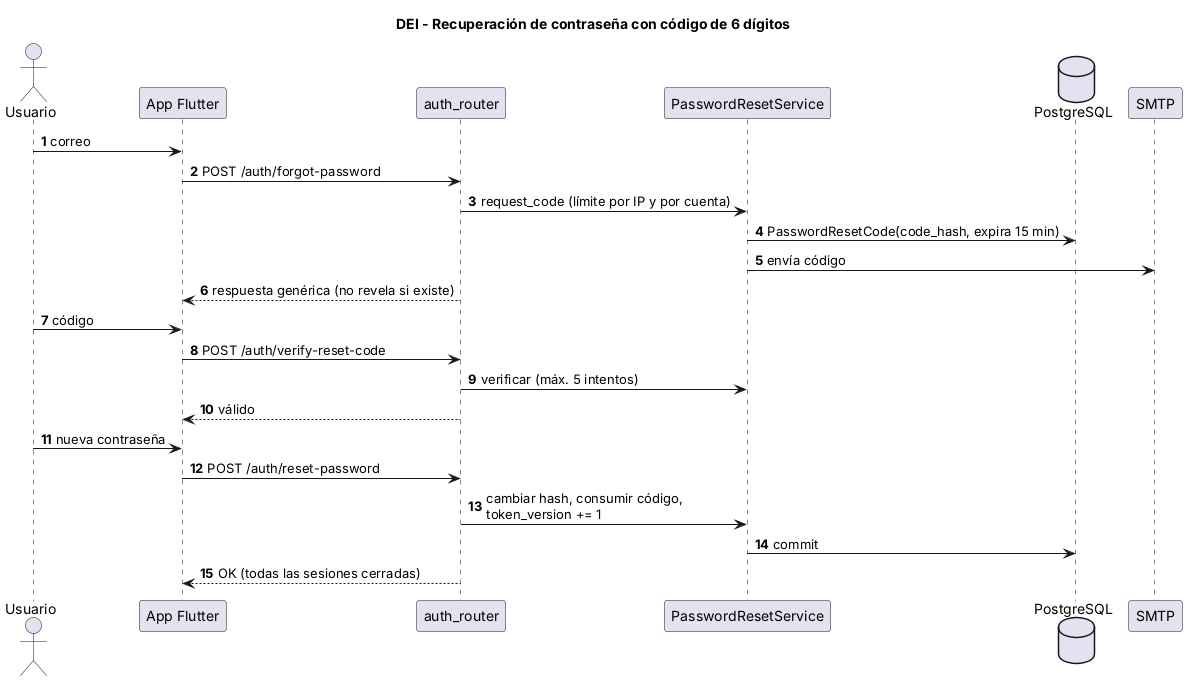 DEI - Recuperación de contraseña con código de 6 dígitos
Usuario
App Flutter
auth_router
PasswordResetService
PostgreSQL
SMTP
1 correo
2 POST /auth/forgot-password
3 request_code (límite por IP y por cuenta)
4 PasswordResetCode(code_hash, expira 15 min)
5 envía código
6 respuesta genérica (no revela si existe)
7 código
8 POST /auth/verify-reset-code
9 verificar (máx. 5 intentos)
10 válido
11 nueva contraseña
12 POST /auth/reset-password
13 cambiar hash, consumir código,
token_version += 1
14 commit
15 OK (todas las sesiones cerradas)
Usuario
App Flutter
auth_router
PasswordResetService
PostgreSQL
SMTP